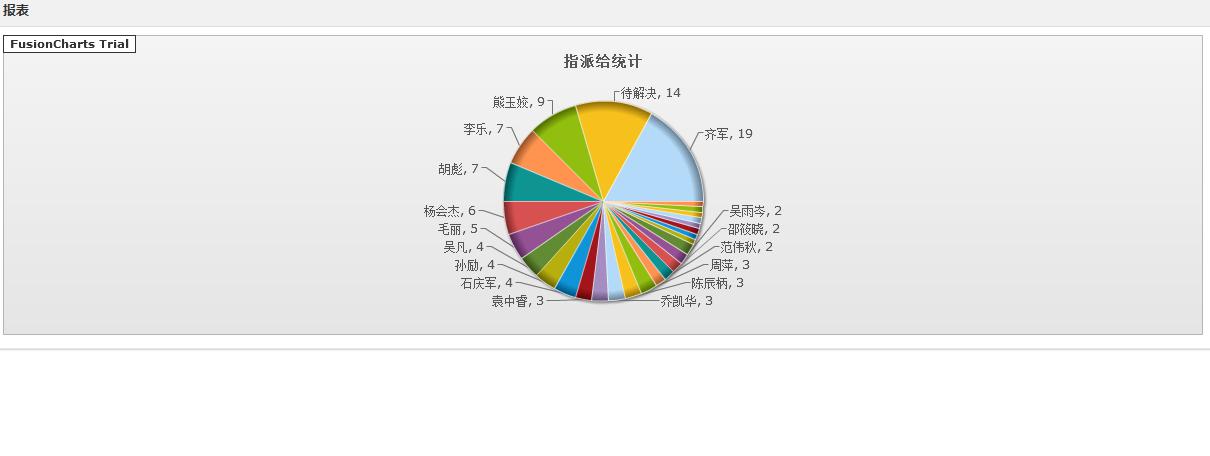 报表
FusionCharts Trial
指派给统计
待解决, 14
熊玉姣, 9
齐军, 19
李乐, 7
胡彪, 7
杨会杰, 6
吴雨岑, 2
毛丽, 5
邵筱晓, 2
吴凡, 4
范伟秋, 2
孙励, 4
周萍, 3
石庆军, 4
陈辰柄, 3
袁中睿, 3
乔凯华, 3